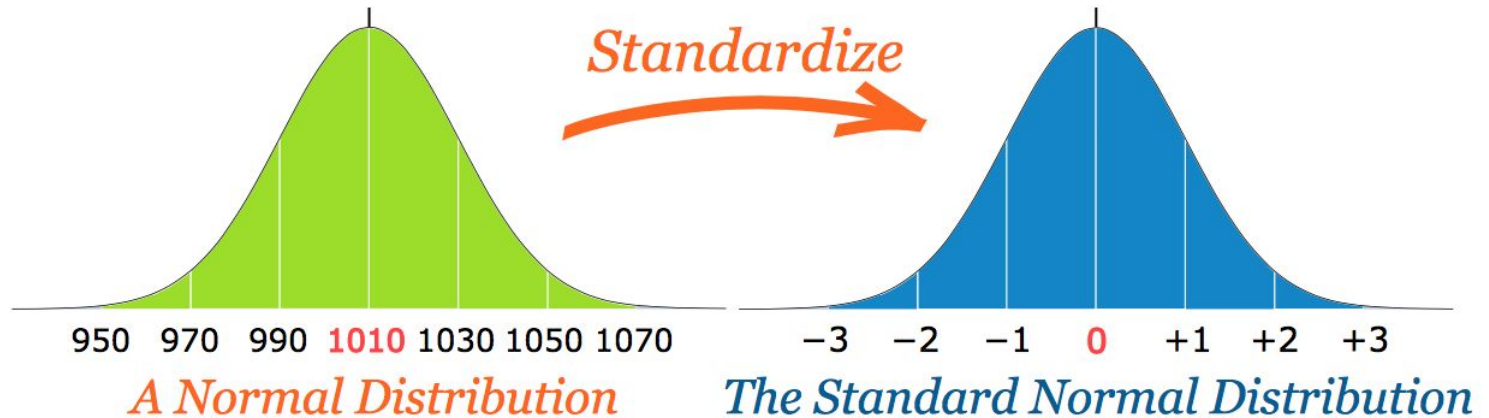 Standardize
950 970 990 1010 1030 1050 1070
−3 −2 −1 0 +1 +2 +3
A Normal Distribution
The Standard Normal Distribution